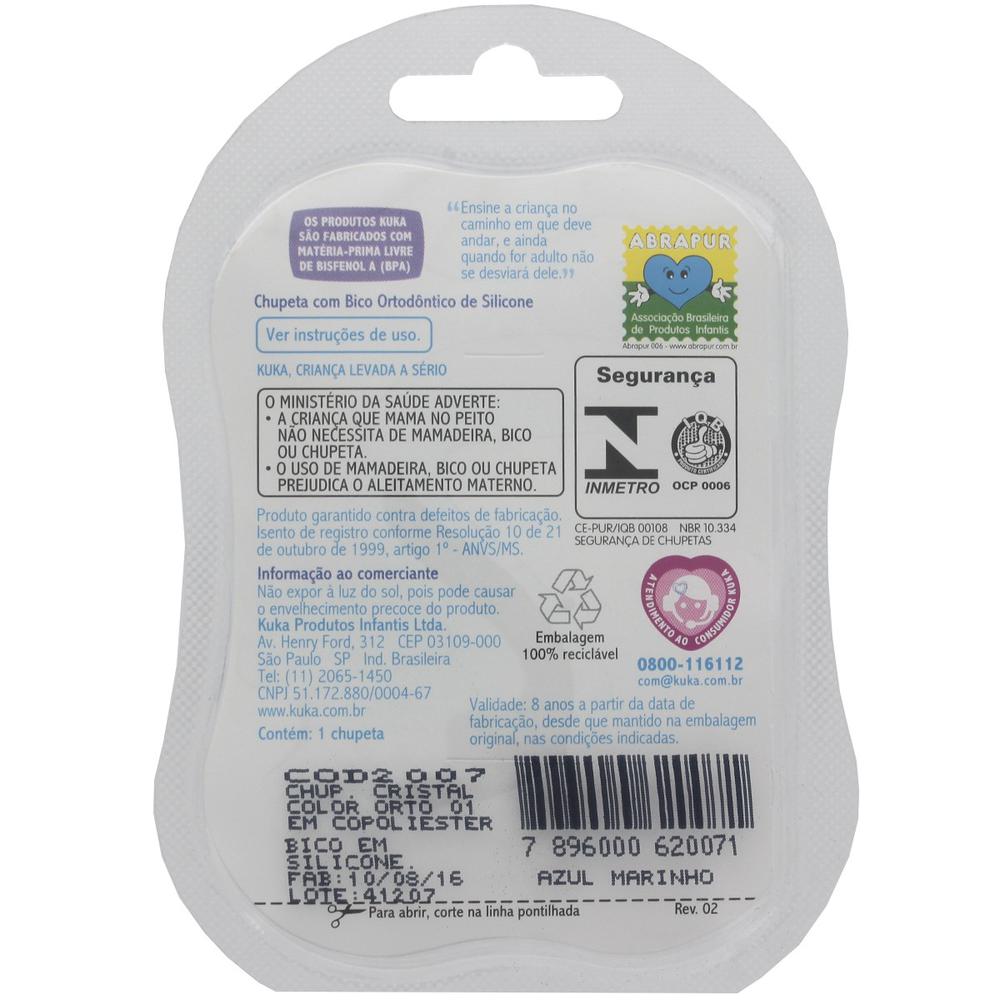 OS PRODUTOS KUKA
SÃO FABRICADOS COM
MATÉRIA-PRIMA LIVRE
DE BISFENOL A (BPA)
“Ensine a criança no
caminho em que deve
andar, e ainda
quando for adulto não
se desviará dele.”
ABRAPUR
Associação Brasileira
de Produtos Infantis
Abrapur 006 - www.abrapur.com.br
Chupeta com Bico Ortodôntico de Silicone
Ver instruções de uso.
KUKA, CRIANÇA LEVADA A SÉRIO
O MINISTÉRIO DA SAÚDE ADVERTE:
• A CRIANÇA QUE MAMA NO PEITO
NÃO NECESSITA DE MAMADEIRA, BICO
OU CHUPETA.
• O USO DE MAMADEIRA, BICO OU CHUPETA
PREJUDICA O ALEITAMENTO MATERNO.
Segurança
INMETRO
IQB
PRODUTO CERTIFICADO
OCP 0006
CE-PUR/IQB 00108 NBR 10.334
SEGURANÇA DE CHUPETAS
Produto garantido contra defeitos de fabricação.
Isento de registro conforme Resolução 10 de 21
de outubro de 1999, artigo 1º - ANVS/MS.
Informação ao comerciante
Não expor à luz do sol, pois pode causar
o envelhecimento precoce do produto.
Kuka Produtos Infantis Ltda.
Av. Henry Ford, 312 CEP 03109-000
São Paulo SP Ind. Brasileira
Tel: (11) 2065-1450
CNPJ 51.172.880/0004-67
www.kuka.com.br
Contém: 1 chupeta
Embalagem
100% reciclável
ATENDIMENTO AO CONSUMIDOR KUKA
0800-116112
com@kuka.com.br
Validade: 8 anos a partir da data de
fabricação, desde que mantido na embalagem
original, nas condições indicadas.
COD2007
CHUP. CRISTAL
COLOR ORTO 01
EM COPOLIESTER
BICO EM
SILICONE.
FAB:10/08/16
LOTE:41207
7 896000 620071
AZUL MARINHO
Para abrir, corte na linha pontilhada
Rev. 02